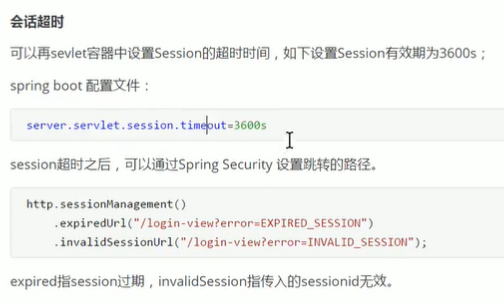 会话超时
可以再sevlet容器中设置Session的超时时间，如下设置Session有效期为3600s；
spring boot 配置文件：
server.servlet.session.timeout=3600s
session超时之后，可以通过Spring Security 设置跳转的路径。
http.sessionManagement()
.expiredUrl("/login-view?error=EXPIRED_SESSION")
.invalidSessionUrl("/login-view?error=INVALID_SESSION");
expired指session过期，invalidSession指传入的sessionid无效。